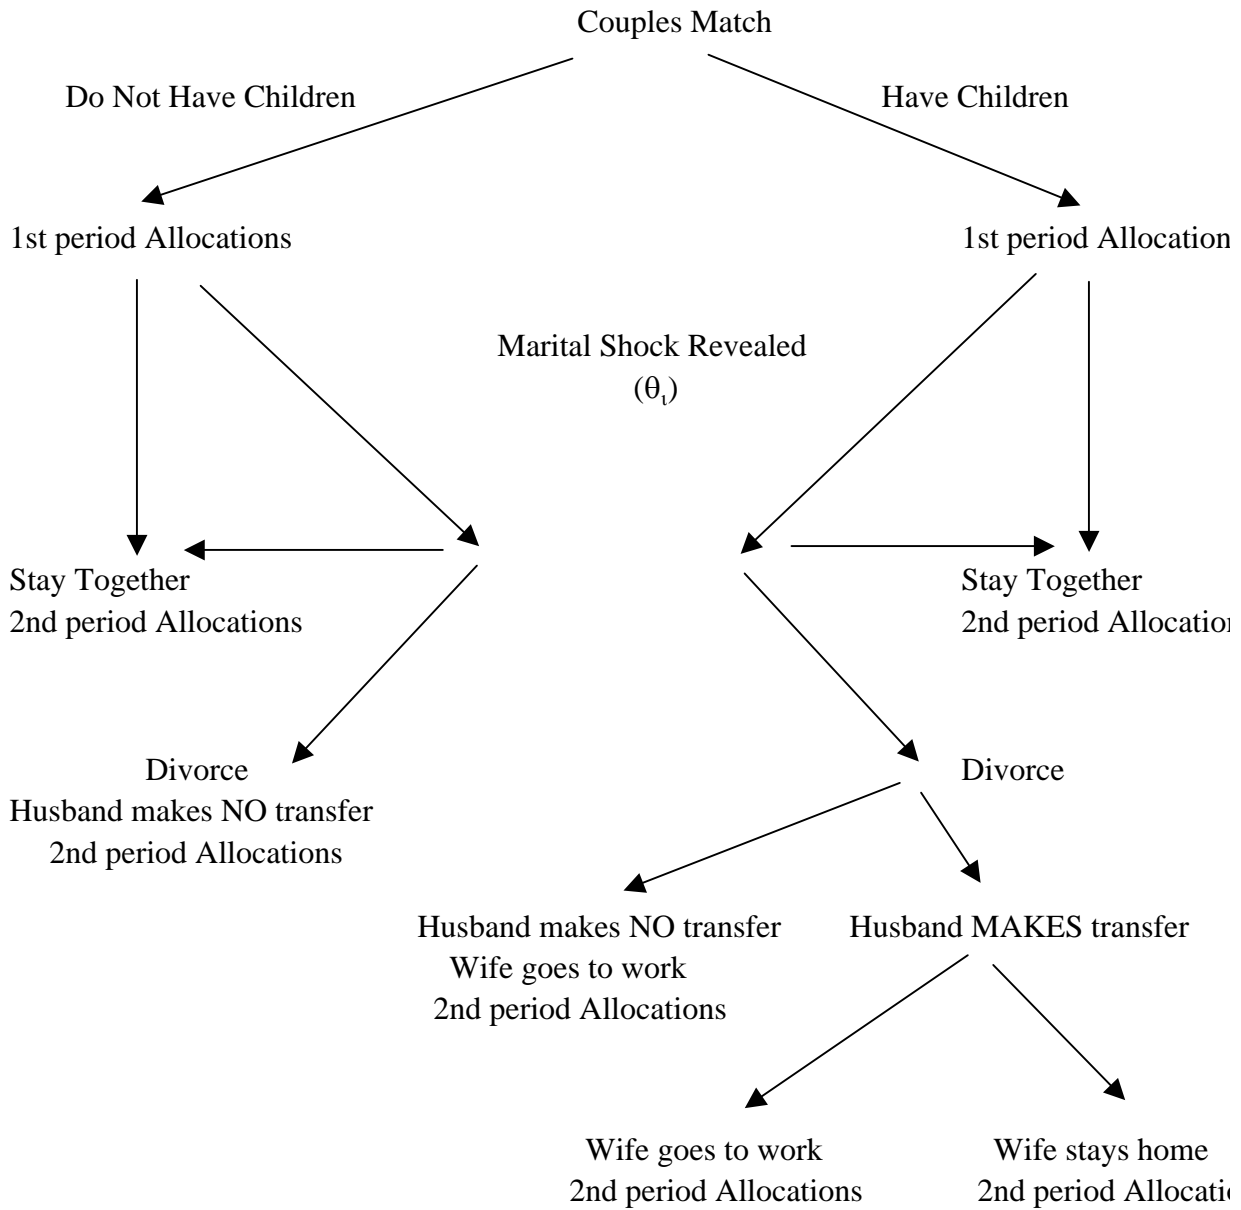 Couples Match
Do Not Have Children
Have Children
1st period Allocations
1st period Allocation
Marital Shock Revealed
(θι)
Stay Together
2nd period Allocations
Stay Together
2nd period Allocation
Divorce
Husband makes NO transfer
2nd period Allocations
Divorce
Husband makes NO transfer
Wife goes to work
2nd period Allocations
Husband MAKES transfer
Wife goes to work
2nd period Allocations
Wife stays home
2nd period Allocati